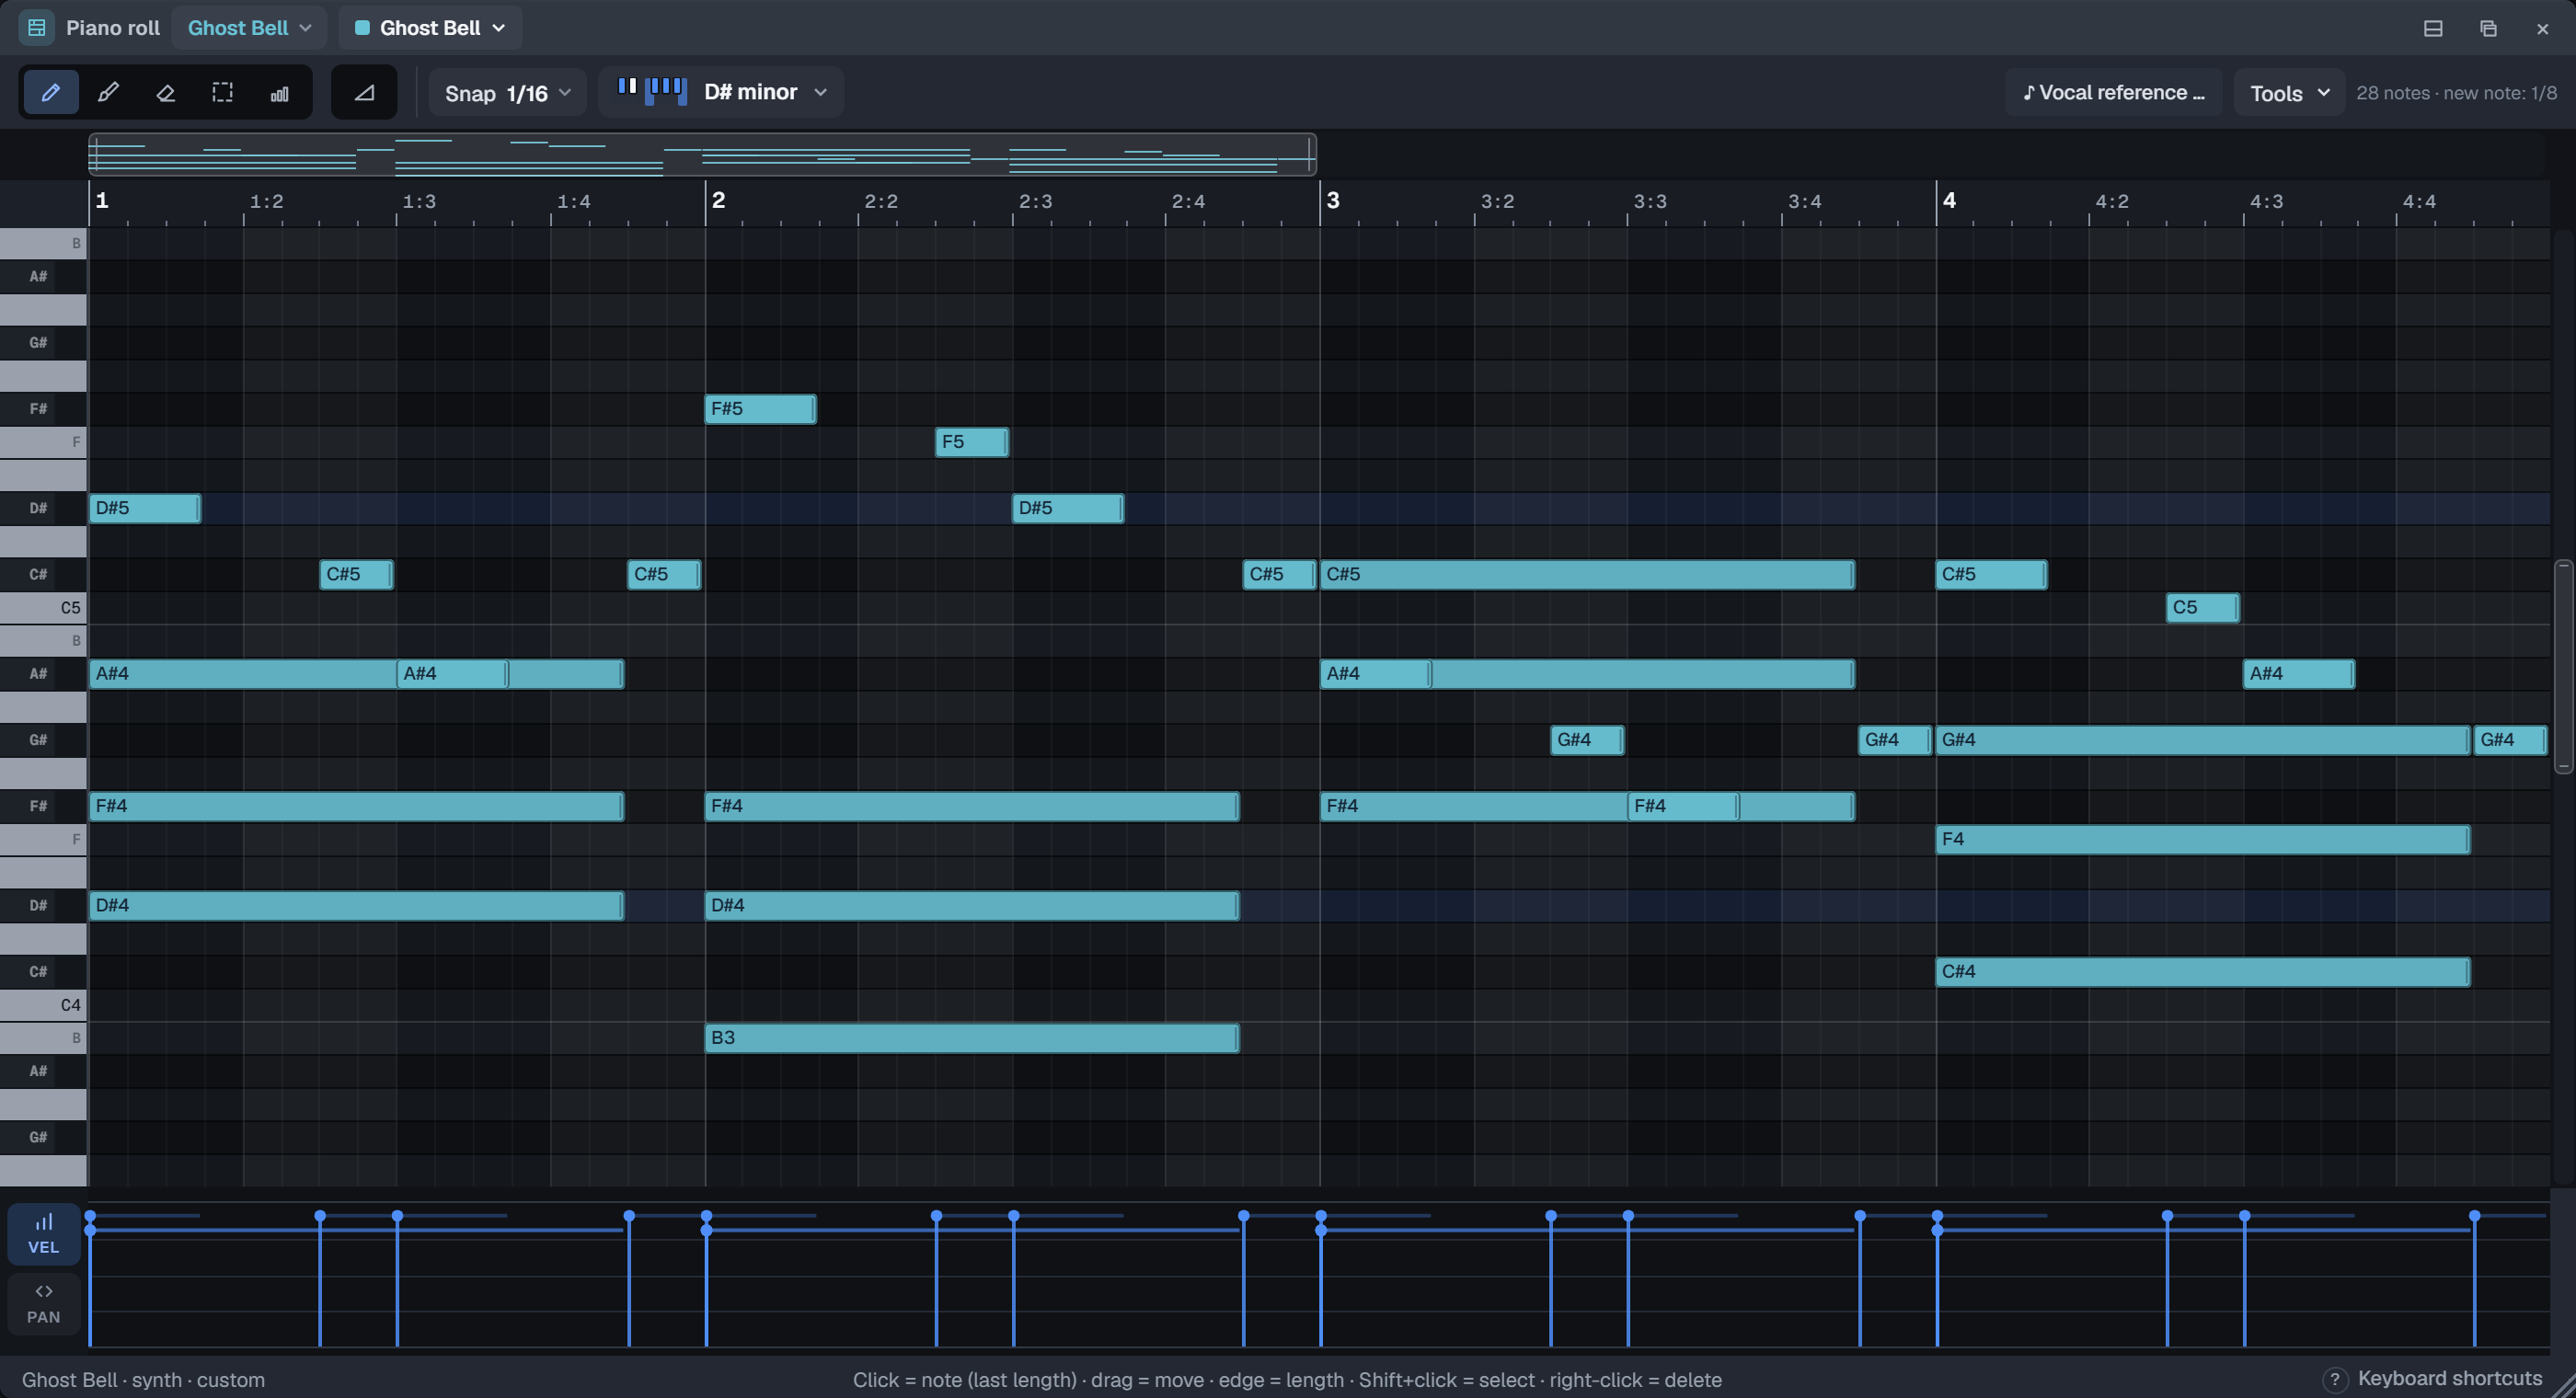 Piano roll Ghost Bell Ghost Bell
Snap 1/16 D# minor ♪ Vocal reference ... Tools 28 notes · new note: 1/8
1 1:2 1:3 1:4 2 2:2 2:3 2:4 3 3:2 3:3 3:4 4 4:2 4:3 4:4
B
A#
G#
F# F#5
F F5
D# D#5 D#5
C# C#5 C#5 C#5 C#5 C#5
C5 C5
B
A# A#4 A#4 A#4 A#4
G# G#4 G#4 G#4 G#4
F# F#4 F#4 F#4 F#4
F F4
D# D#4 D#4
C# C#4
C4
B B3
A#
G#
VEL
PAN
Ghost Bell · synth · custom Click = note (last length) · drag = move · edge = length · Shift+click = select · right-click = delete ? Keyboard shortcuts